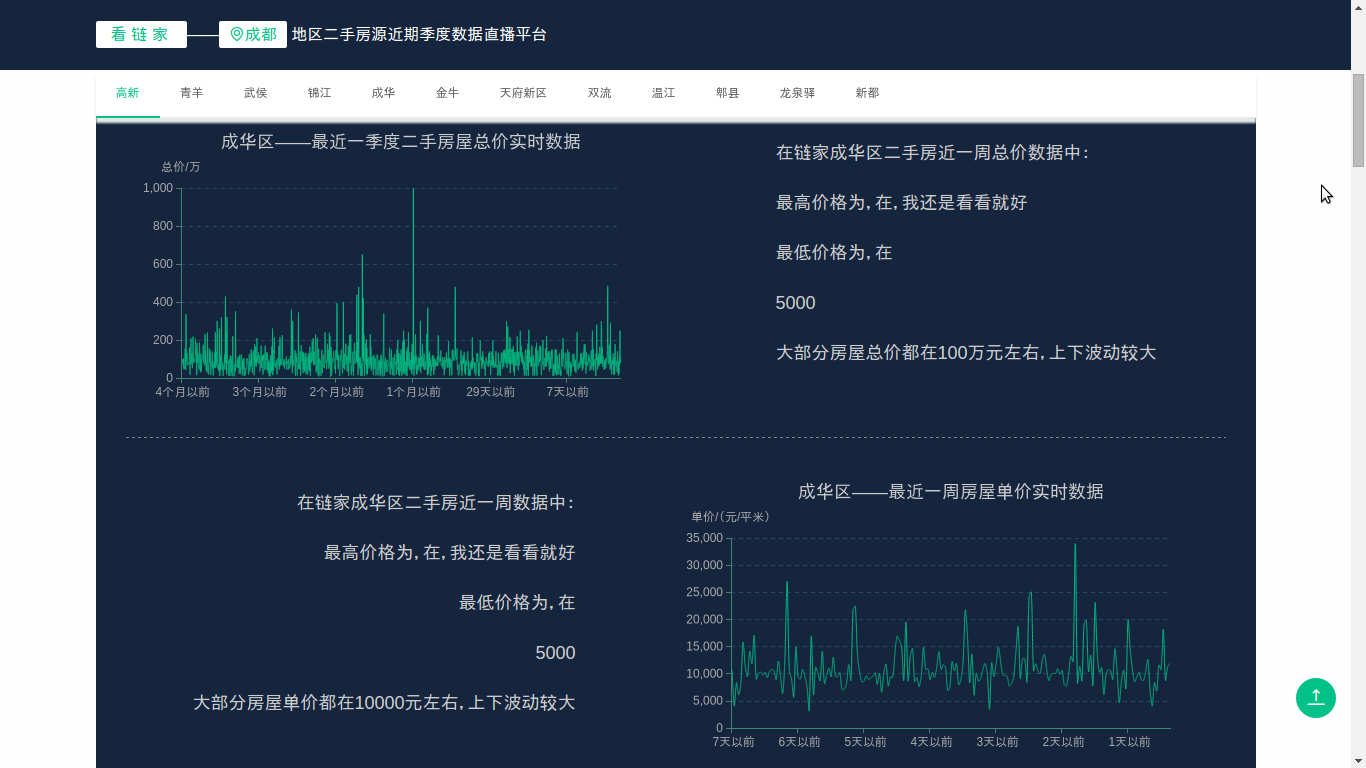 看链家——成都 地区二手房源近期季度数据直播平台
高新 青羊 武侯 锦江 成华 金牛 天府新区 双流 温江 郫县 龙泉驿 新都
成华区——最近一季度二手房屋总价实时数据
总价/万
1,000
800
600
400
200
0
4个月以前 3个月以前 2个月以前 1个月以前 29天以前 7天以前
在链家成华区二手房近一周总价数据中：
最高价格为，在，我还是看看就好
最低价格为，在
5000
大部分房屋总价都在100万元左右，上下波动较大
在链家成华区二手房近一周数据中：
最高价格为，在，我还是看看就好
最低价格为，在
5000
大部分房屋单价都在10000元左右，上下波动较大
成华区——最近一周房屋单价实时数据
单价/（元/平米）
35,000
30,000
25,000
20,000
15,000
10,000
5,000
0
7天以前 6天以前 5天以前 4天以前 3天以前 2天以前 1天以前